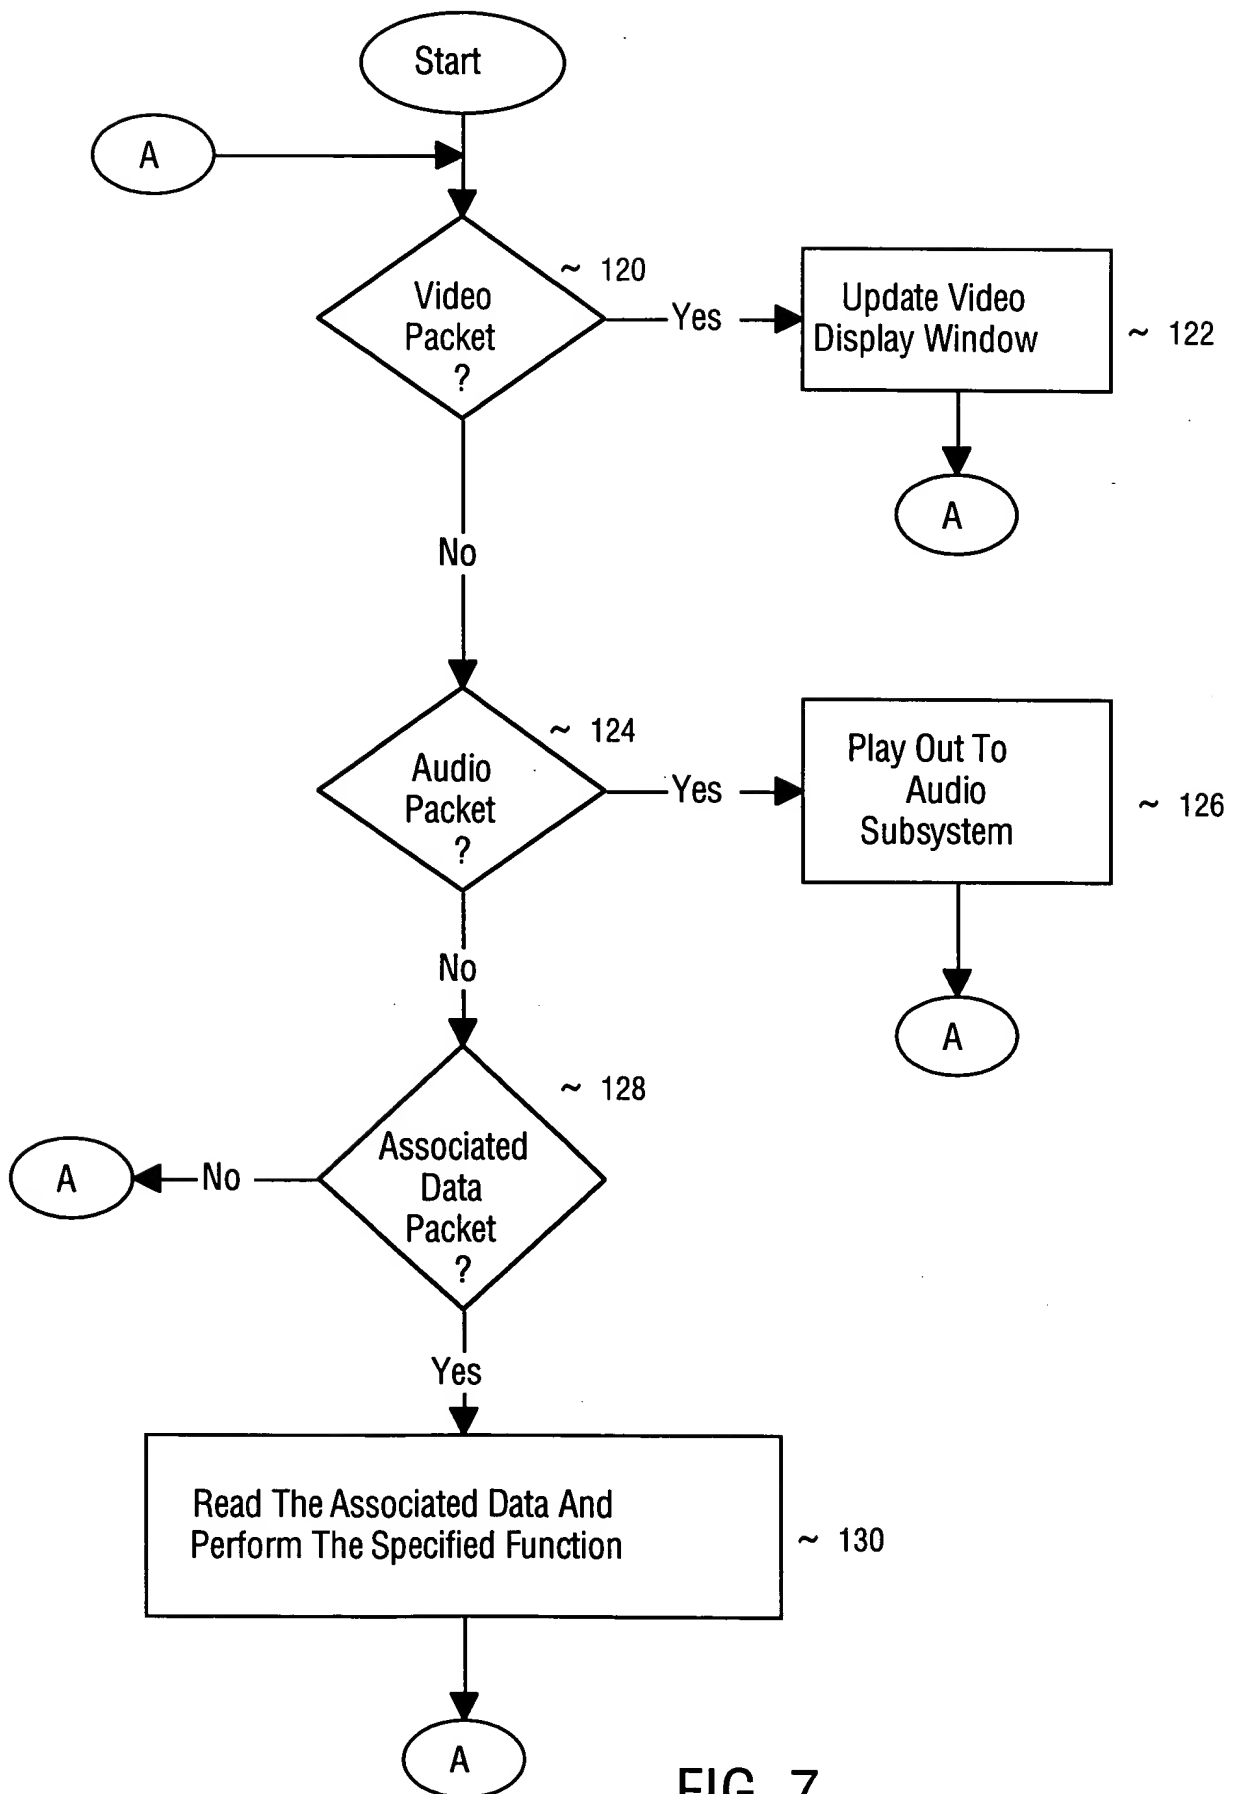 Start
A
~ 120
Video
Packet
?
Yes
Update Video
Display Window
~ 122
A
No
~ 124
Audio
Packet
?
Yes
Play Out To
Audio
Subsystem
~ 126
A
No
~ 128
Associated
Data
Packet
?
No
A
Yes
Read The Associated Data And
Perform The Specified Function
~ 130
A
FIG. 7